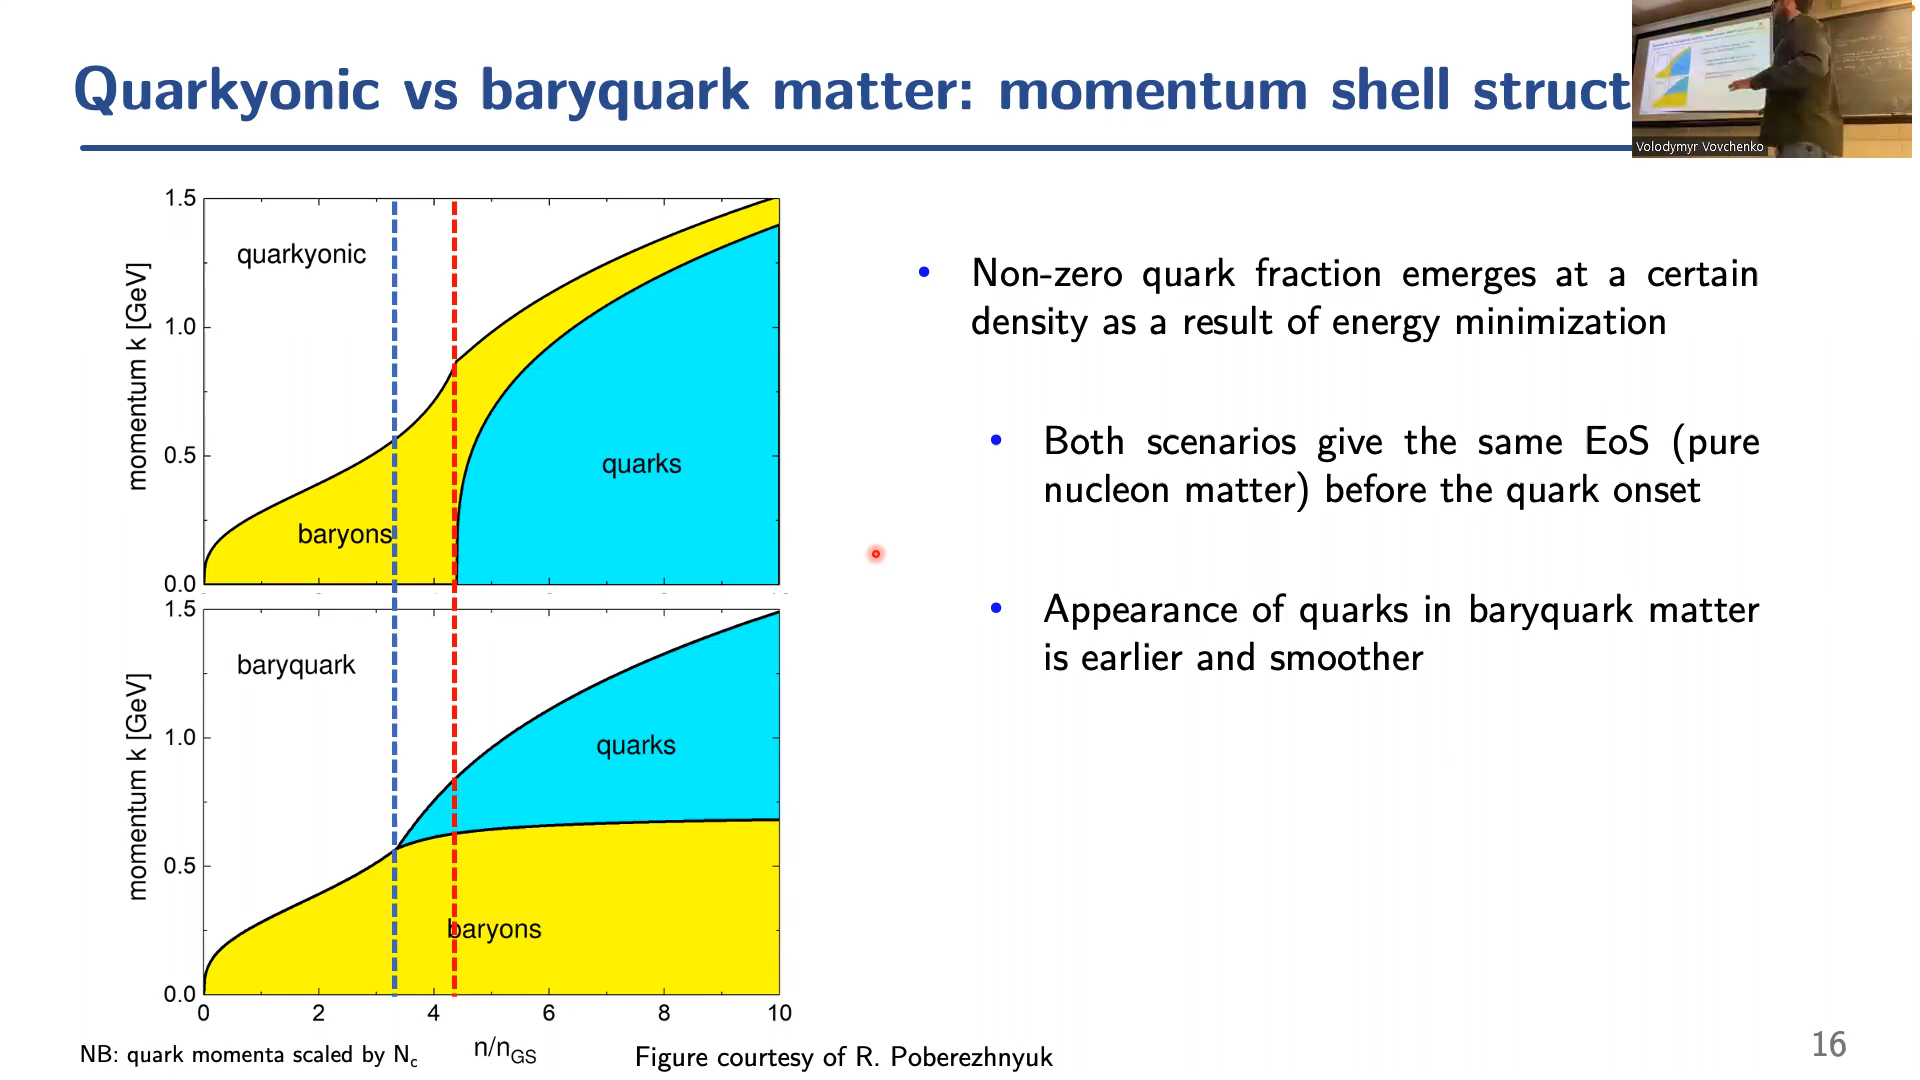 Quarkyonic vs baryquark matter: momentum shell struct
Volodymyr Vovchenko
1.5
1.0
0.5
0.0
momentum k [GeV]
quarkyonic
quarks
baryons
1.5
1.0
0.5
0.0
momentum k [GeV]
baryquark
quarks
baryons
0 2 4 6 8 10
n/n_GS
• Non-zero quark fraction emerges at a certain
density as a result of energy minimization
• Both scenarios give the same EoS (pure
nucleon matter) before the quark onset
• Appearance of quarks in baryquark matter
is earlier and smoother
NB: quark momenta scaled by N_c
Figure courtesy of R. Poberezhnyuk
16